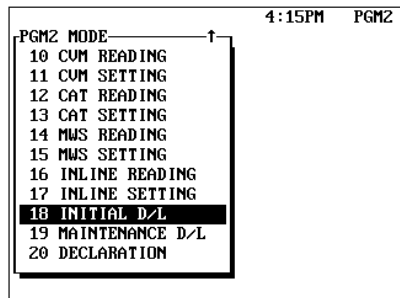 4:15PM PGM2
PGM2 MODE ↑
10 CVM READING
11 CVM SETTING
12 CAT READING
13 CAT SETTING
14 MWS READING
15 MWS SETTING
16 INLINE READING
17 INLINE SETTING
18 INITIAL D/L
19 MAINTENANCE D/L
20 DECLARATION